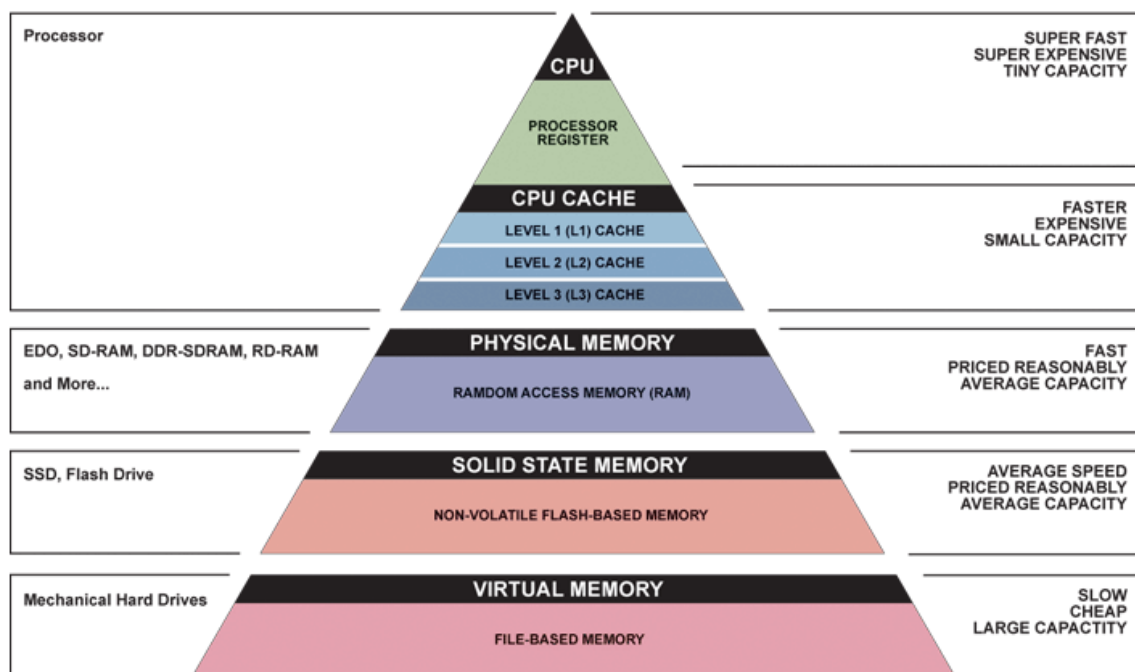 Processor
CPU
SUPER FAST
SUPER EXPENSIVE
TINY CAPACITY
PROCESSOR
REGISTER
CPU CACHE
LEVEL 1 (L1) CACHE
LEVEL 2 (L2) CACHE
LEVEL 3 (L3) CACHE
FASTER
EXPENSIVE
SMALL CAPACITY
EDO, SD-RAM, DDR-SDRAM, RD-RAM
and More...
PHYSICAL MEMORY
RAMDOM ACCESS MEMORY (RAM)
FAST
PRICED REASONABLY
AVERAGE CAPACITY
SSD, Flash Drive
SOLID STATE MEMORY
NON-VOLATILE FLASH-BASED MEMORY
AVERAGE SPEED
PRICED REASONABLY
AVERAGE CAPACITY
Mechanical Hard Drives
VIRTUAL MEMORY
FILE-BASED MEMORY
SLOW
CHEAP
LARGE CAPACTITY